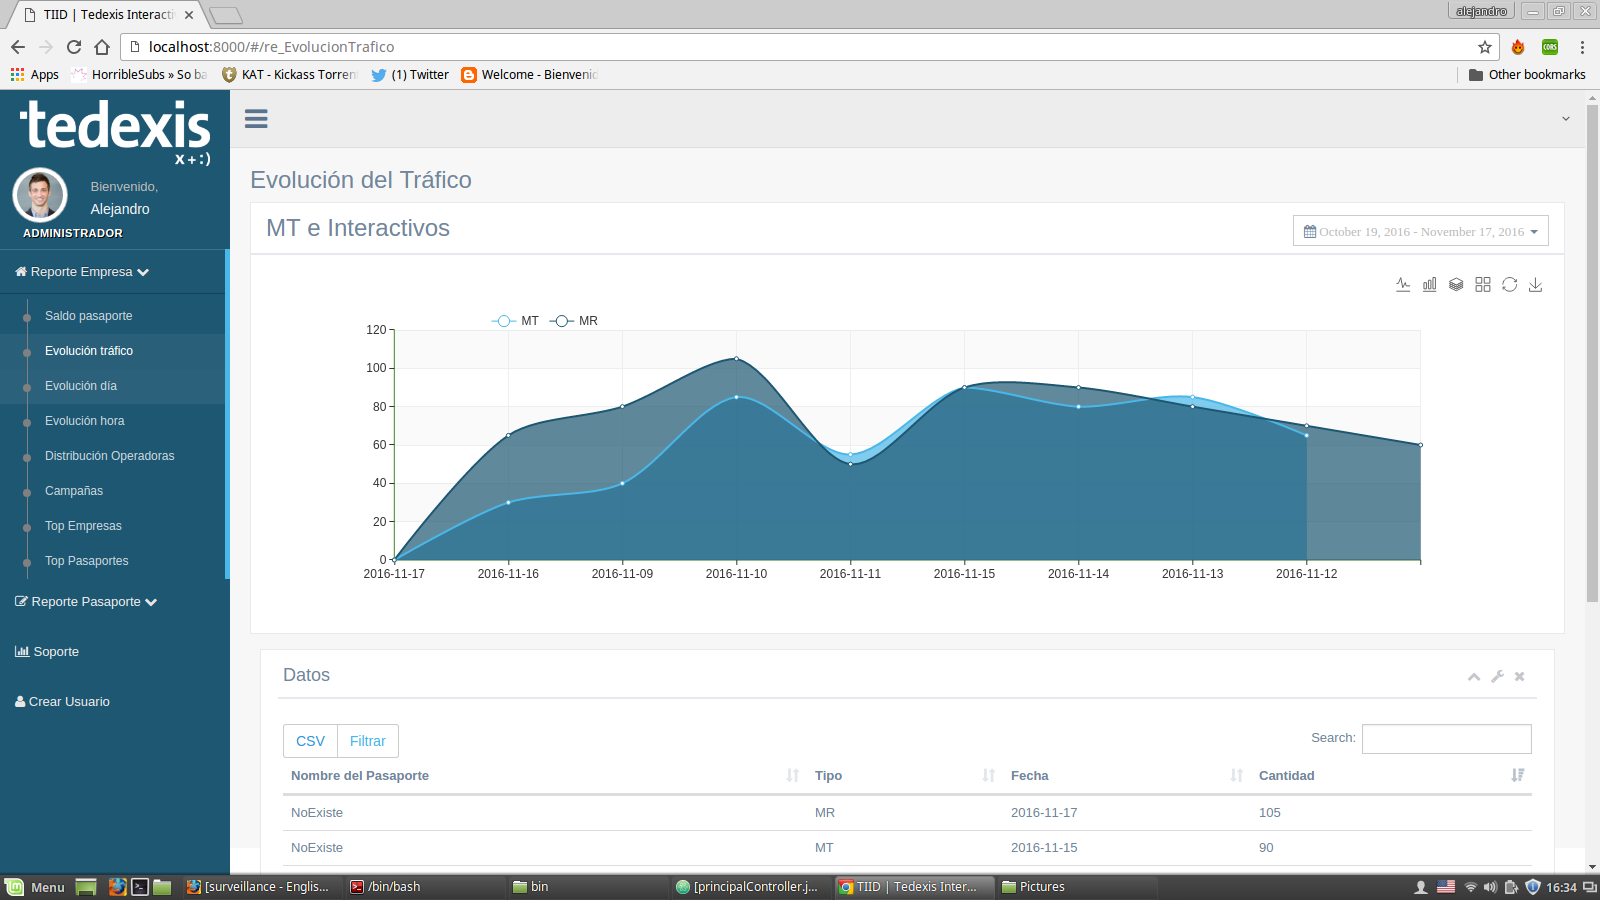 TIID | Tedexis Interacti
alejandro
localhost:8000/#/re_EvolucionTrafico
CORS
Apps
HorribleSubs » So ba
KAT - Kickass Torren
(1) Twitter
Welcome - Bienvenid
Other bookmarks
tedexis
x+:)
Bienvenido,
Alejandro
ADMINISTRADOR
Reporte Empresa
Saldo pasaporte
Evolución tráfico
Evolución día
Evolución hora
Distribución Operadoras
Campañas
Top Empresas
Top Pasaportes
Reporte Pasaporte
Soporte
Crear Usuario
Evolución del Tráfico
MT e Interactivos
October 19, 2016 - November 17, 2016
MT MR
120
100
80
60
40
20
0
2016-11-17 2016-11-16 2016-11-09 2016-11-10 2016-11-11 2016-11-15 2016-11-14 2016-11-13 2016-11-12
Datos
CSV Filtrar
Search:
Nombre del Pasaporte Tipo Fecha Cantidad
NoExiste MR 2016-11-17 105
NoExiste MT 2016-11-15 90
Menu
[surveillance - Englis...
/bin/bash
bin
[principalController.j...
TIID | Tedexis Inter...
Pictures
16:34